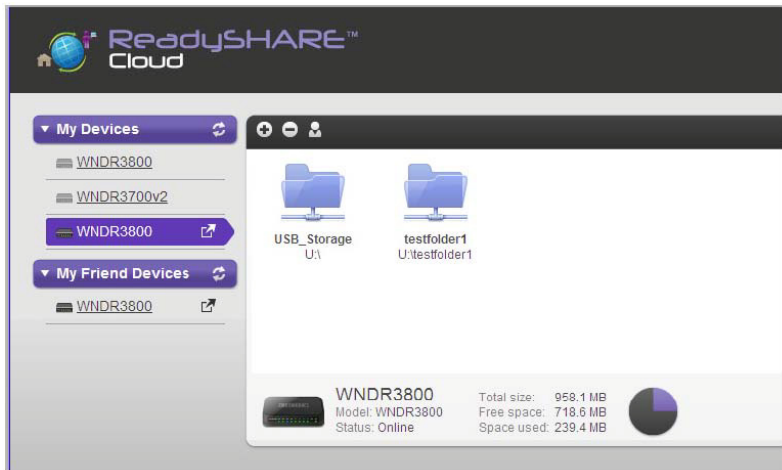 ReadySHARE™
Cloud
My Devices
WNDR3800
WNDR3700v2
WNDR3800
My Friend Devices
WNDR3800
USB_Storage
U:\
testfolder1
U:\testfolder1
WNDR3800
Model: WNDR3800
Status: Online
Total size: 958.1 MB
Free space: 718.6 MB
Space used: 239.4 MB